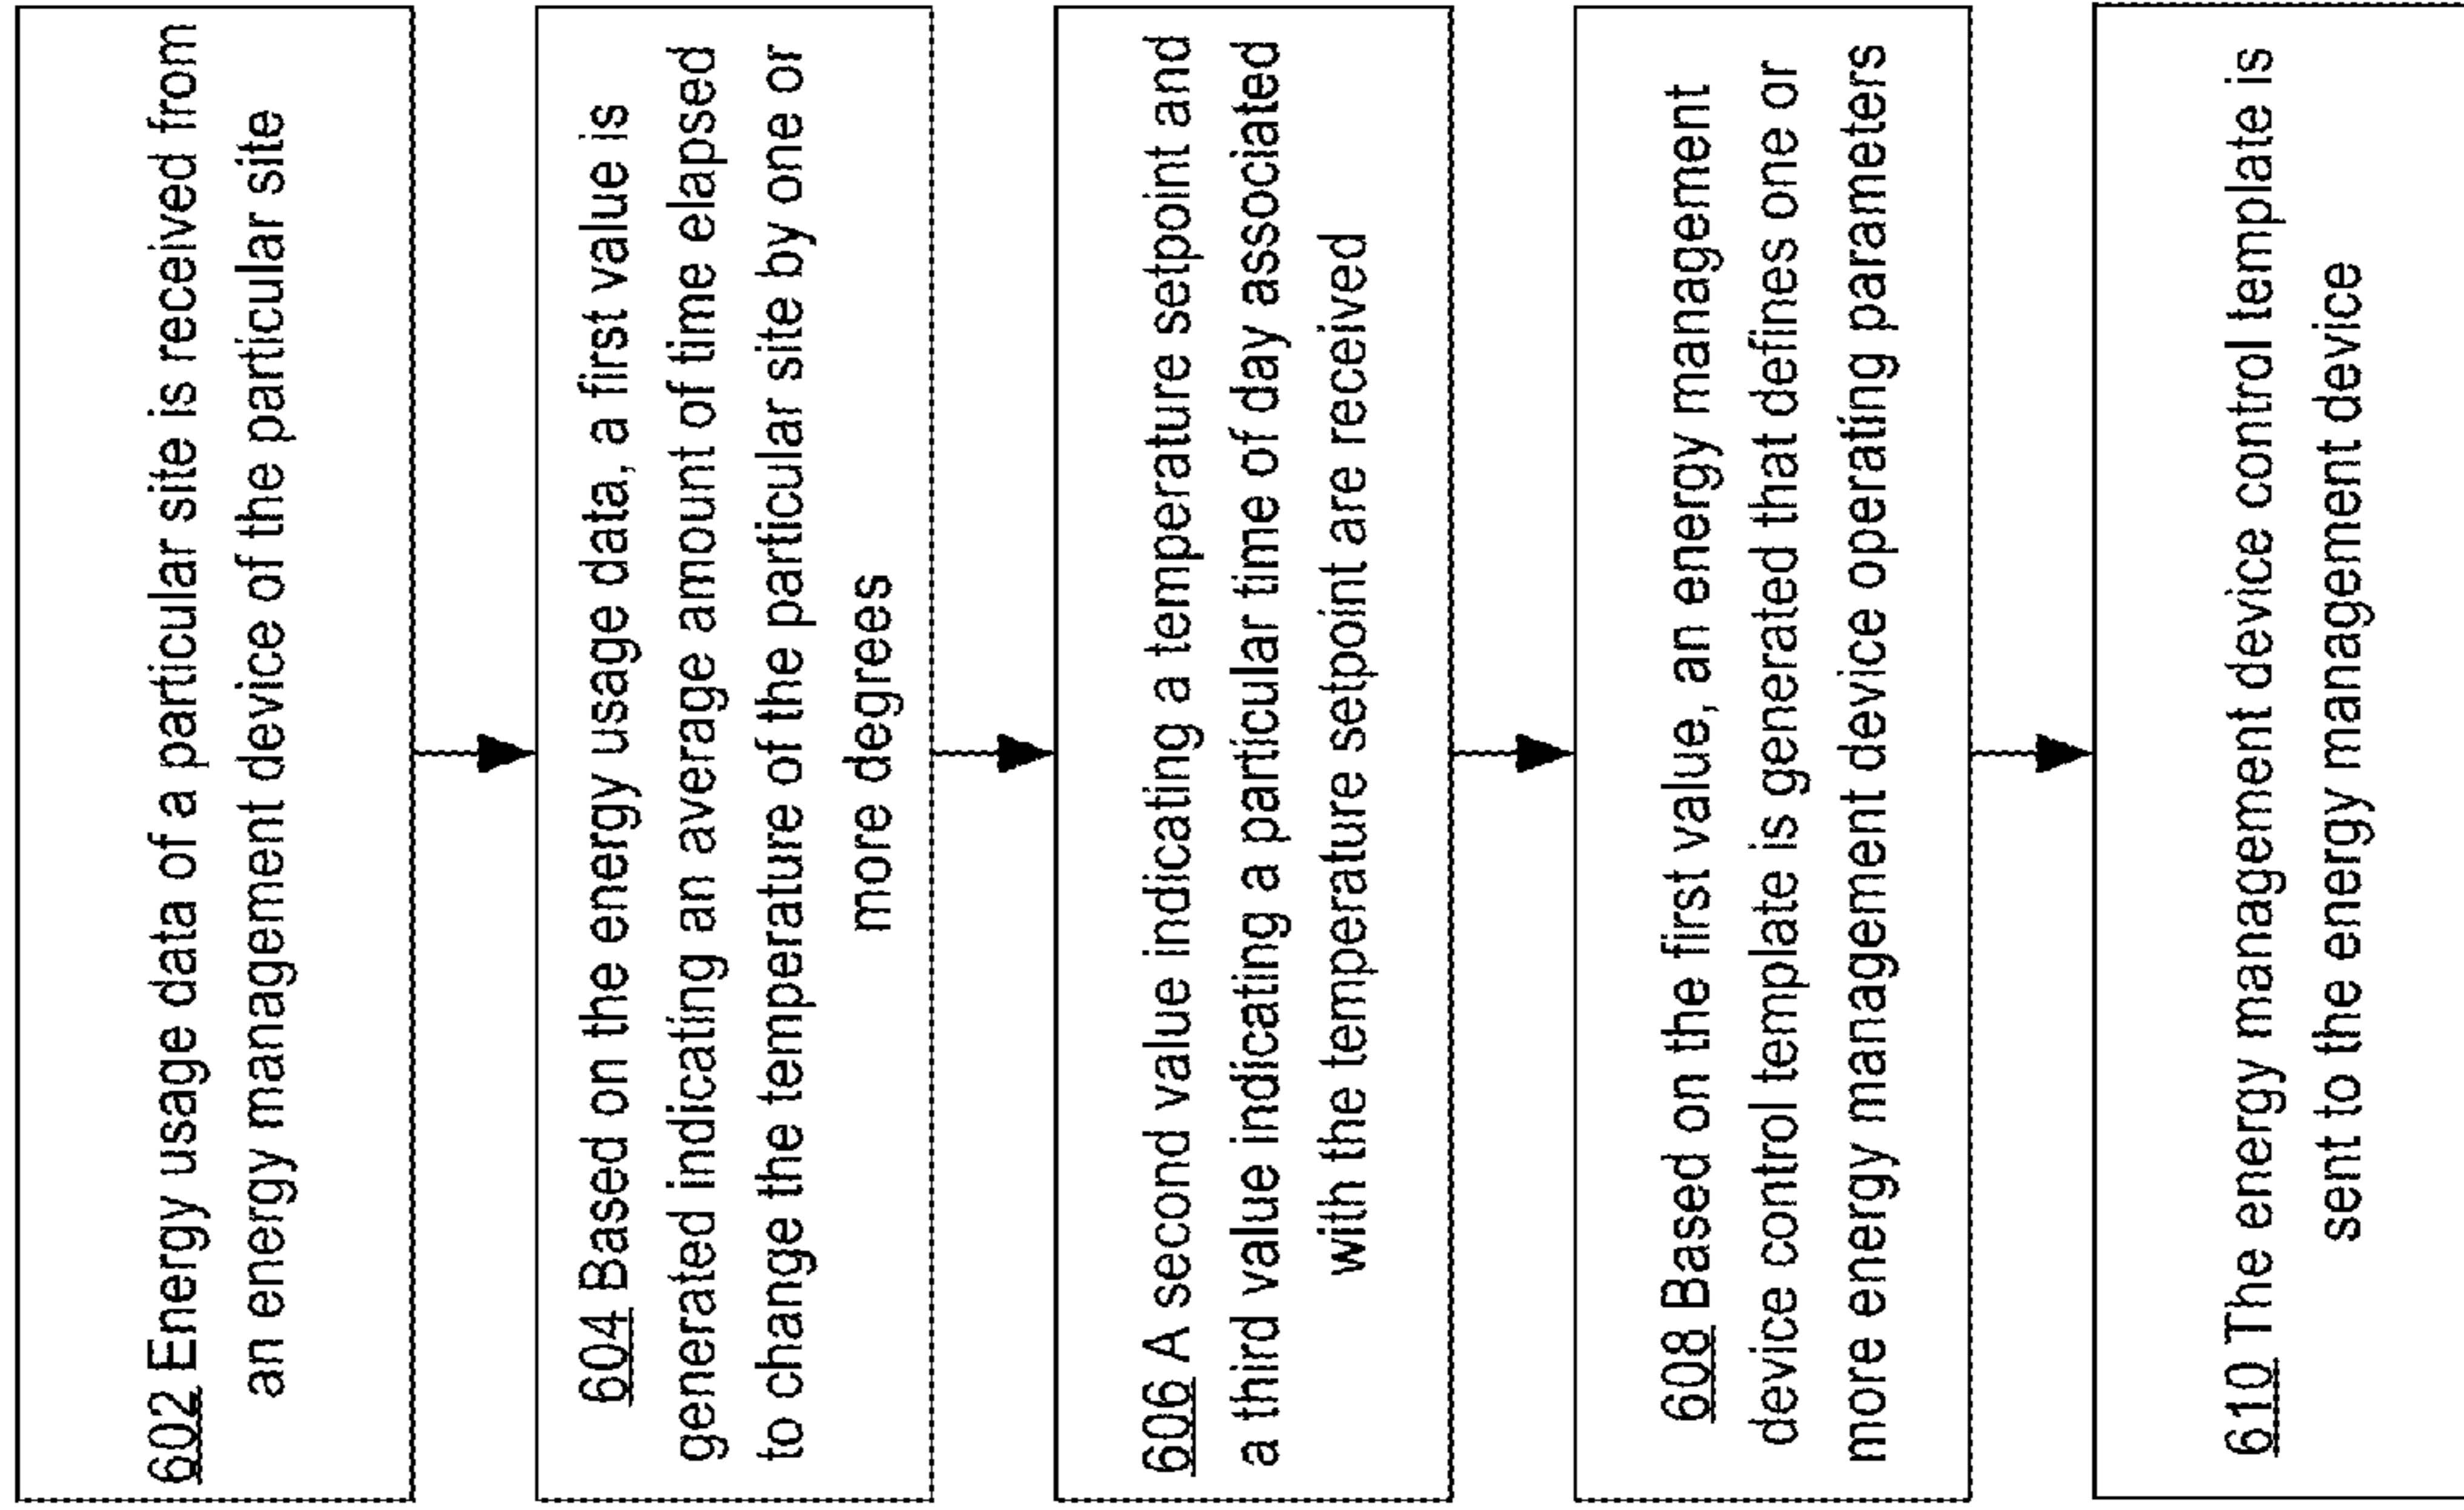 602 Energy usage data of a particular site is received from
an energy management device of the particular site
604 Based on the energy usage data, a first value is
generated indicating an average amount of time elapsed
to change the temperature of the particular site by one or
more degrees
606 A second value indicating a temperature setpoint and
a third value indicating a particular time of day associated
with the temperature setpoint are received
608 Based on the first value, an energy management
device control template is generated that defines one or
more energy management device operating parameters
610 The energy management device control template is
sent to the energy management device